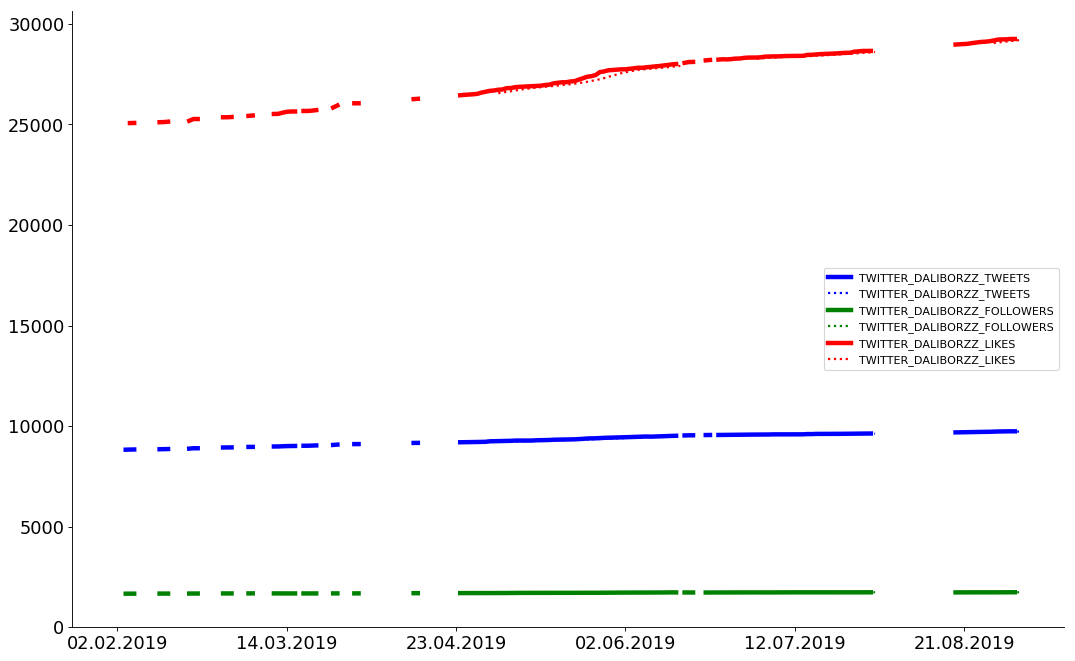 30000
25000
20000
15000
10000
5000
0
TWITTER_DALIBORZZ_TWEETS
TWITTER_DALIBORZZ_TWEETS
TWITTER_DALIBORZZ_FOLLOWERS
TWITTER_DALIBORZZ_FOLLOWERS
TWITTER_DALIBORZZ_LIKES
TWITTER_DALIBORZZ_LIKES
02.02.2019 14.03.2019 23.04.2019 02.06.2019 12.07.2019 21.08.2019